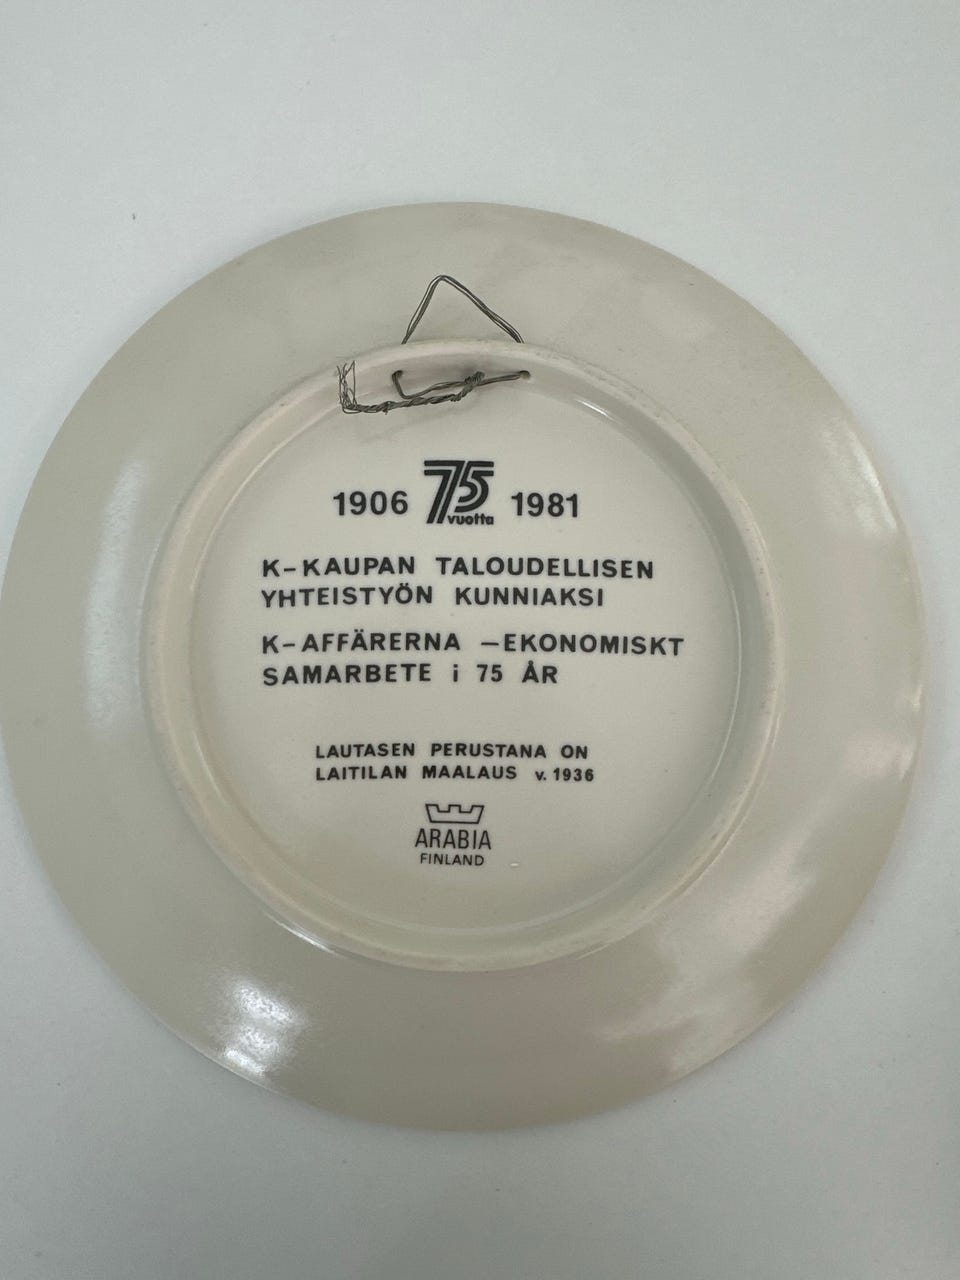 1906 75 vuotta 1981
K-KAUPAN TALOUDELLISEN
YHTEISTYÖN KUNNIAKSI
K-AFFÄRERNA -EKONOMISKT
SAMARBETE i 75 ÅR
LAUTASEN PERUSTANA ON
LAITILAN MAALAUS v. 1936
ARABIA
FINLAND